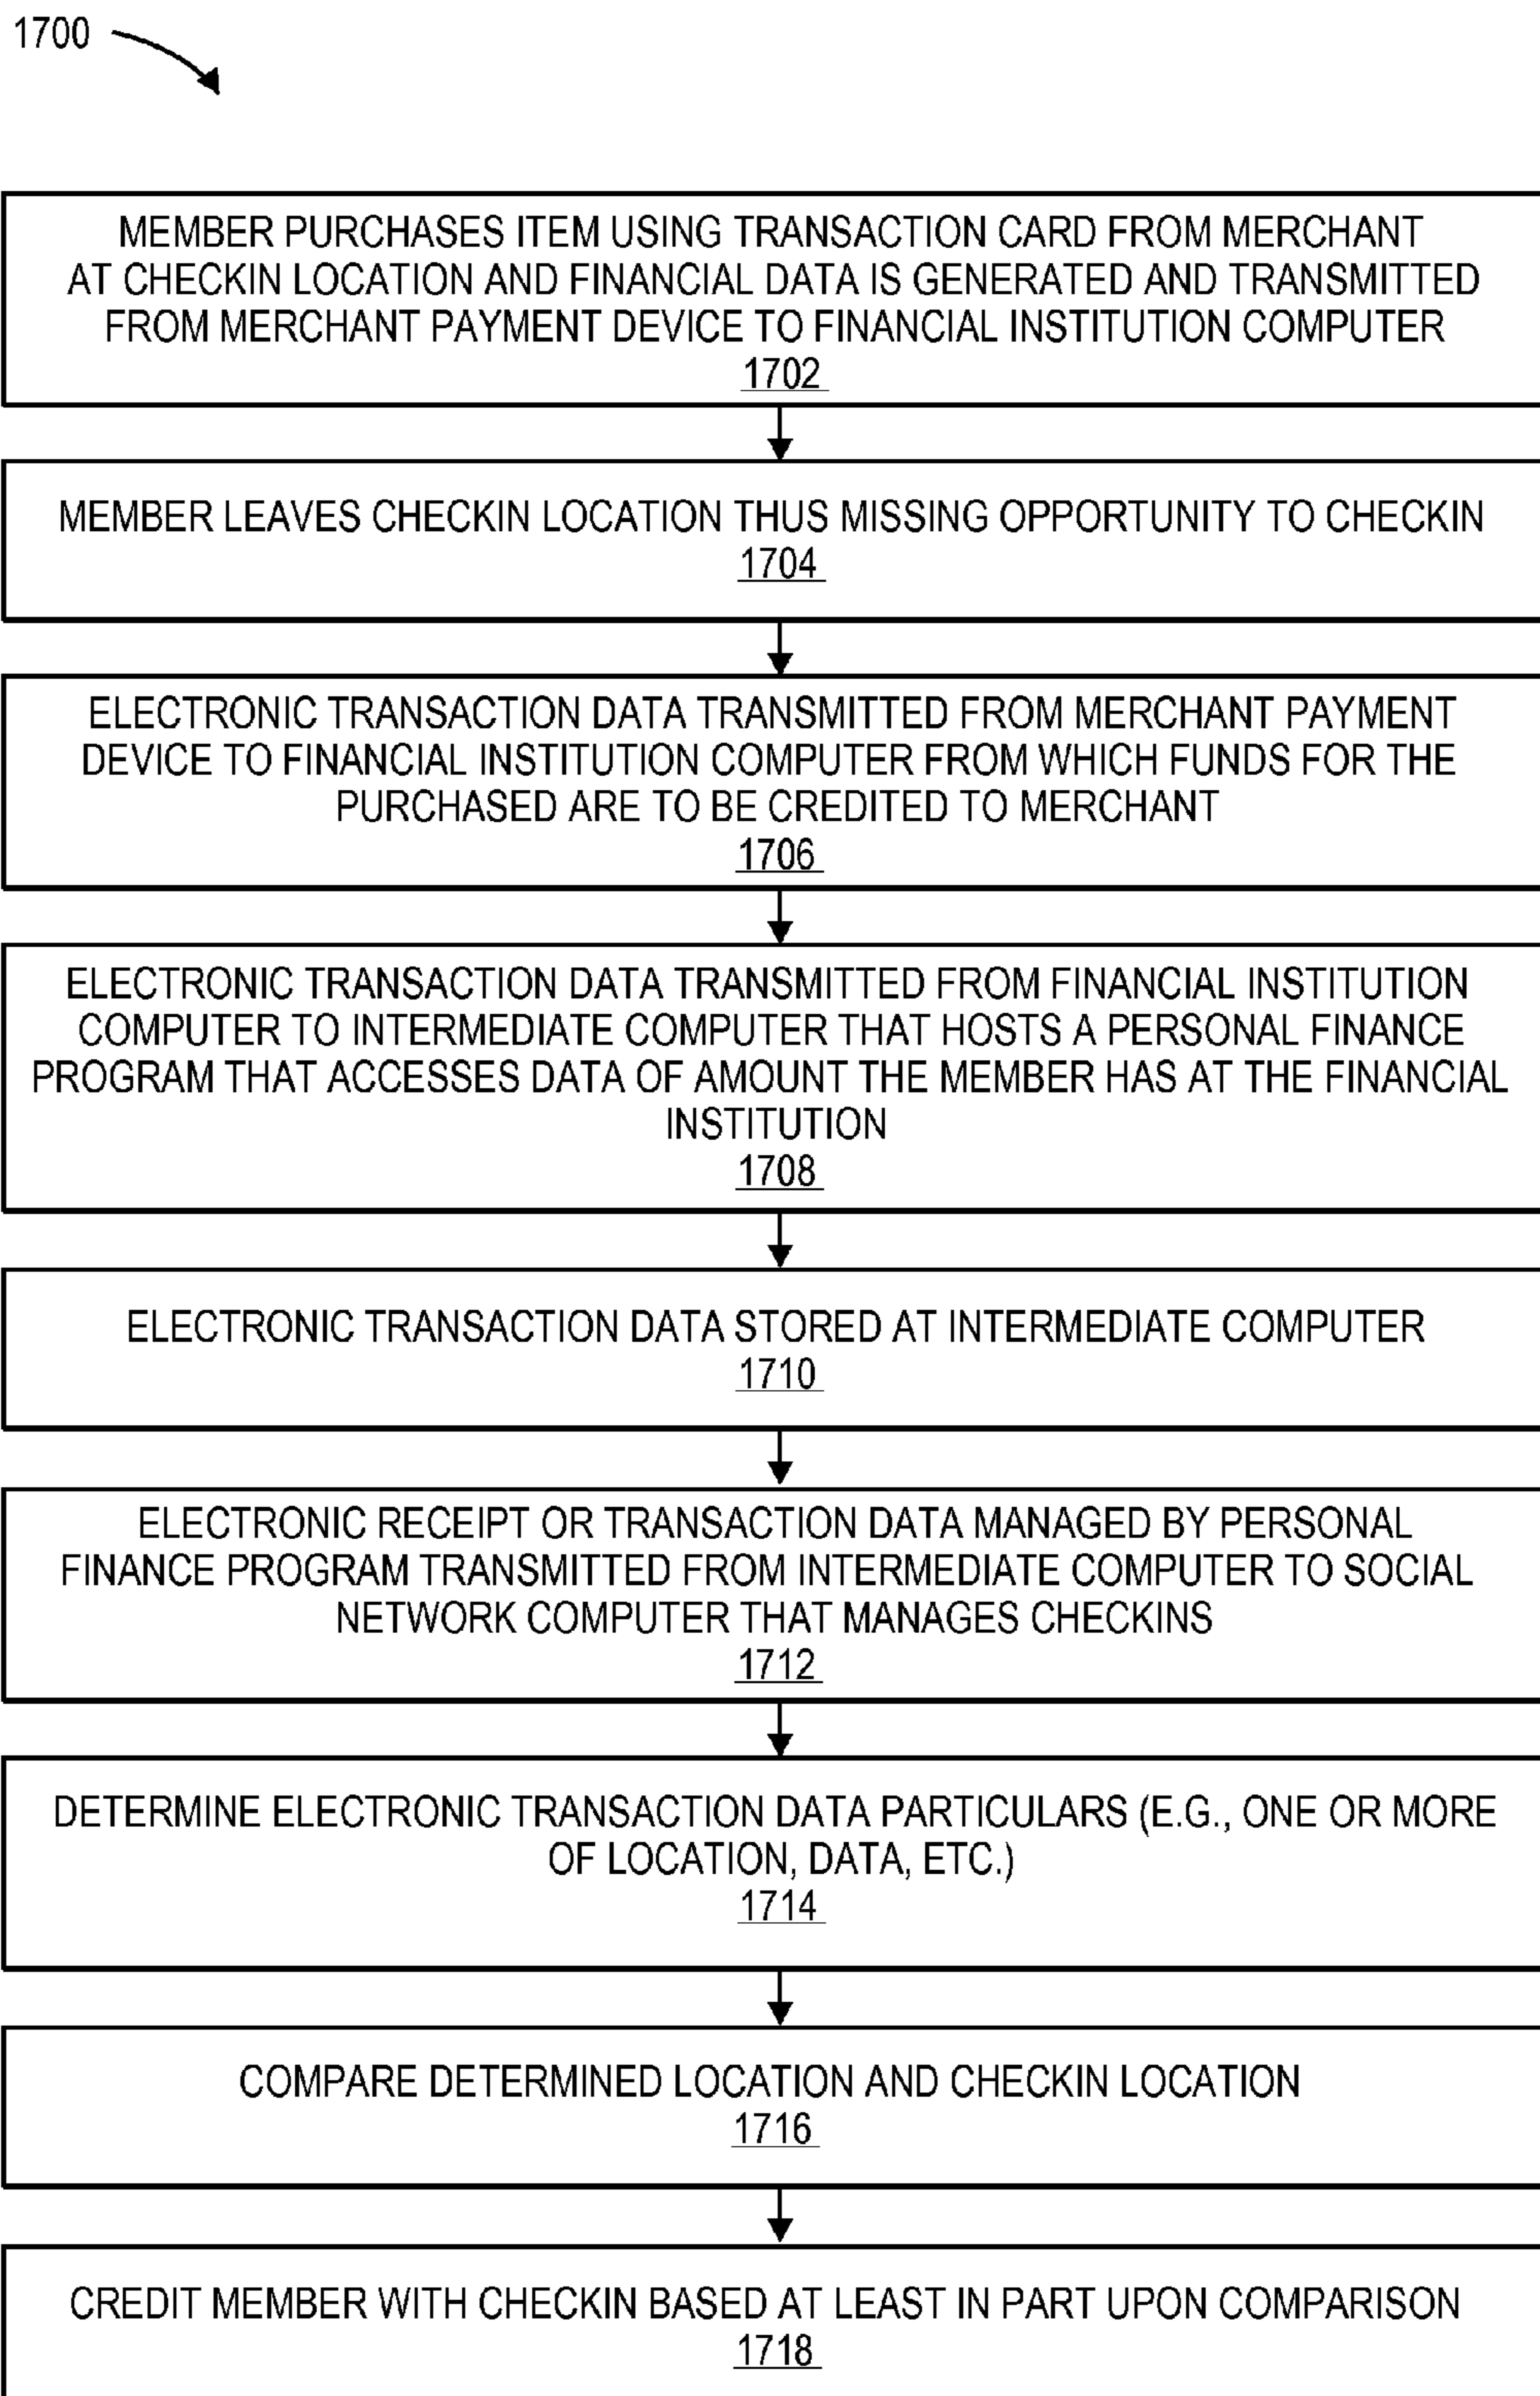 1700
MEMBER PURCHASES ITEM USING TRANSACTION CARD FROM MERCHANT
AT CHECKIN LOCATION AND FINANCIAL DATA IS GENERATED AND TRANSMITTED
FROM MERCHANT PAYMENT DEVICE TO FINANCIAL INSTITUTION COMPUTER
1702
MEMBER LEAVES CHECKIN LOCATION THUS MISSING OPPORTUNITY TO CHECKIN
1704
ELECTRONIC TRANSACTION DATA TRANSMITTED FROM MERCHANT PAYMENT
DEVICE TO FINANCIAL INSTITUTION COMPUTER FROM WHICH FUNDS FOR THE
PURCHASED ARE TO BE CREDITED TO MERCHANT
1706
ELECTRONIC TRANSACTION DATA TRANSMITTED FROM FINANCIAL INSTITUTION
COMPUTER TO INTERMEDIATE COMPUTER THAT HOSTS A PERSONAL FINANCE
PROGRAM THAT ACCESSES DATA OF AMOUNT THE MEMBER HAS AT THE FINANCIAL
INSTITUTION
1708
ELECTRONIC TRANSACTION DATA STORED AT INTERMEDIATE COMPUTER
1710
ELECTRONIC RECEIPT OR TRANSACTION DATA MANAGED BY PERSONAL
FINANCE PROGRAM TRANSMITTED FROM INTERMEDIATE COMPUTER TO SOCIAL
NETWORK COMPUTER THAT MANAGES CHECKINS
1712
DETERMINE ELECTRONIC TRANSACTION DATA PARTICULARS (E.G., ONE OR MORE
OF LOCATION, DATA, ETC.)
1714
COMPARE DETERMINED LOCATION AND CHECKIN LOCATION
1716
CREDIT MEMBER WITH CHECKIN BASED AT LEAST IN PART UPON COMPARISON
1718